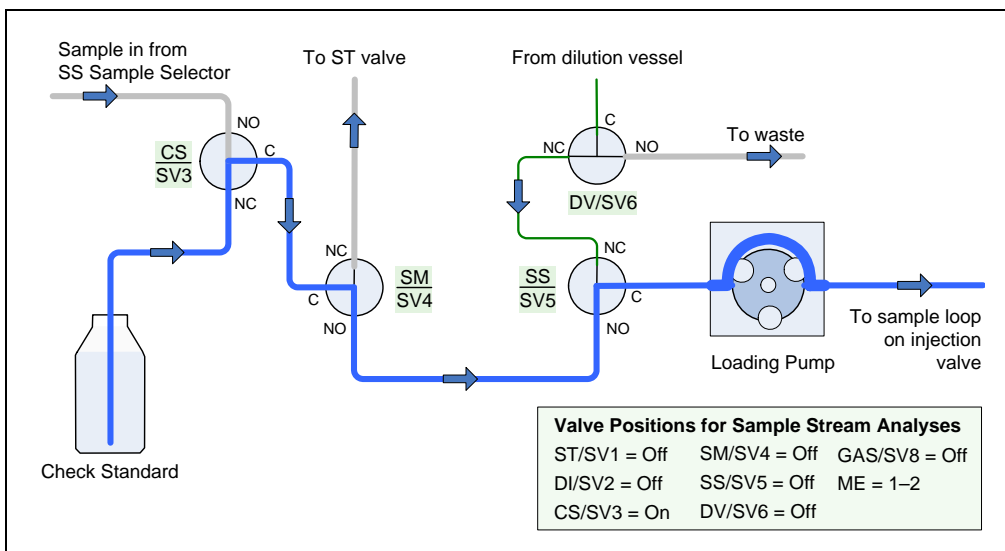 Sample in from
SS Sample Selector
To ST valve
From dilution vessel
NO
C
CS
SV3
NC
C
NC
NO
To waste
DV/SV6
NC
SM
SV4
C
NO
NC
SS
SV5
C
NO
To sample loop
on injection
valve
Loading Pump
Check Standard
Valve Positions for Sample Stream Analyses
ST/SV1 = Off SM/SV4 = Off GAS/SV8 = Off
DI/SV2 = Off SS/SV5 = Off ME = 1–2
CS/SV3 = On DV/SV6 = Off